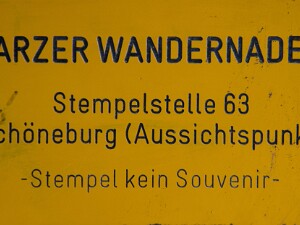 ARZER WANDERNADE
Stempelstelle 63
chöneburg (Aussichtspunk
-Stempel kein Souvenir-